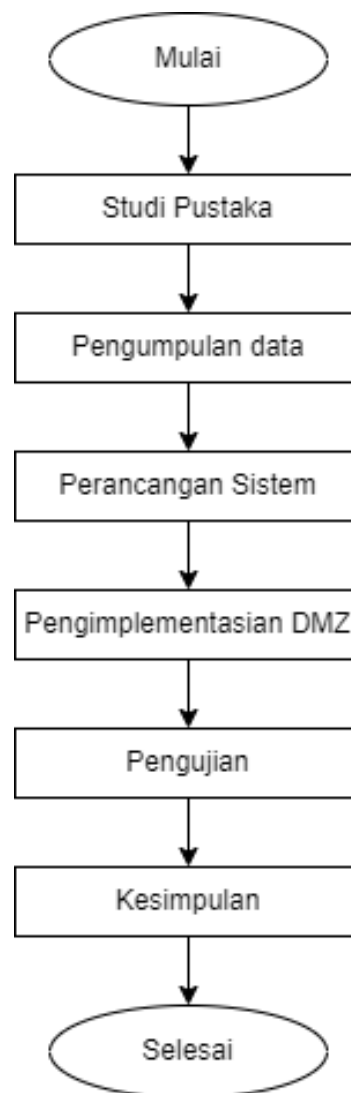 Mulai
Studi Pustaka
Pengumpulan data
Perancangan Sistem
Pengimplementasian DMZ
Pengujian
Kesimpulan
Selesai